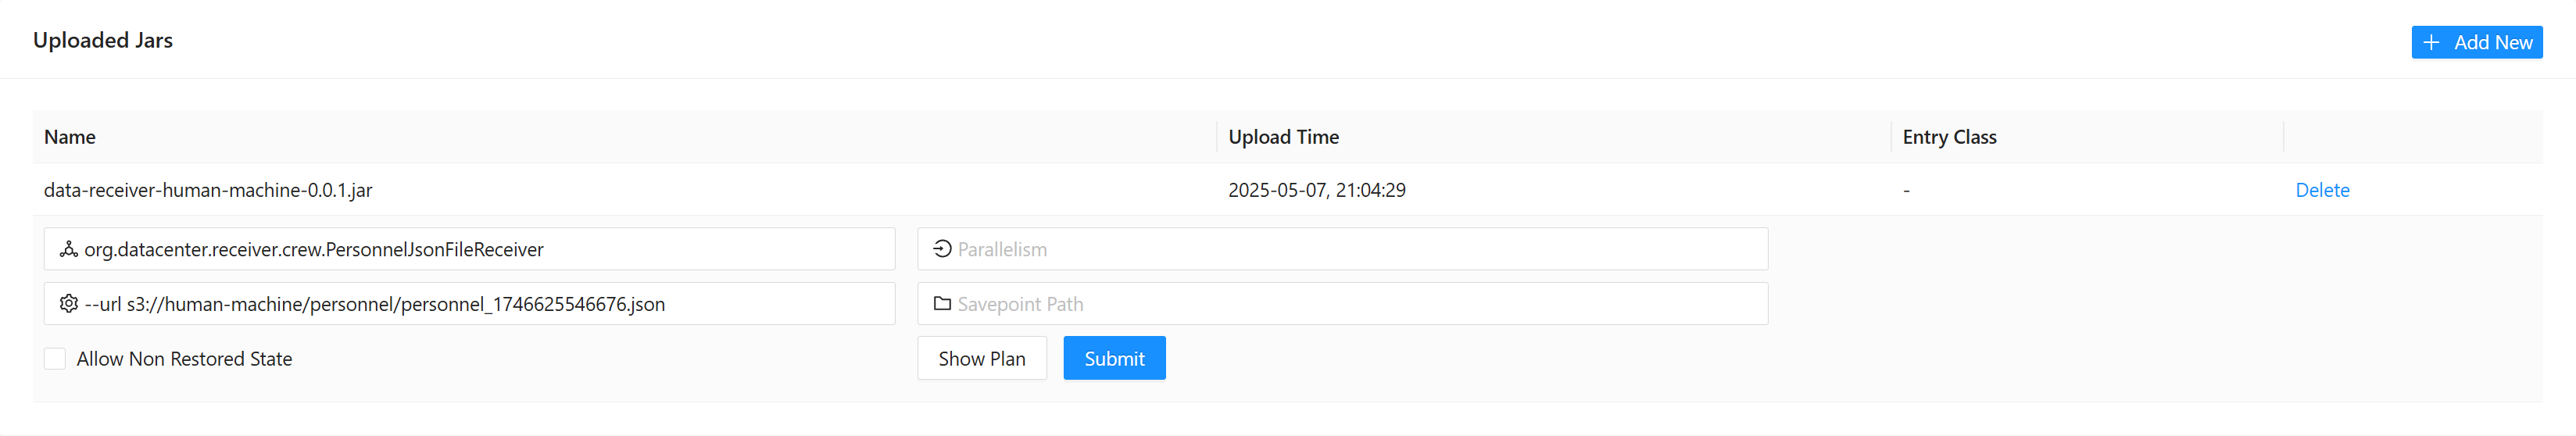 Uploaded Jars
Add New
Name Upload Time Entry Class
data-receiver-human-machine-0.0.1.jar 2025-05-07, 21:04:29 - Delete
org.datacenter.receiver.crew.PersonnelJsonFileReceiver Parallelism
--url s3://human-machine/personnel/personnel_1746625546676.json Savepoint Path
Allow Non Restored State Show Plan Submit